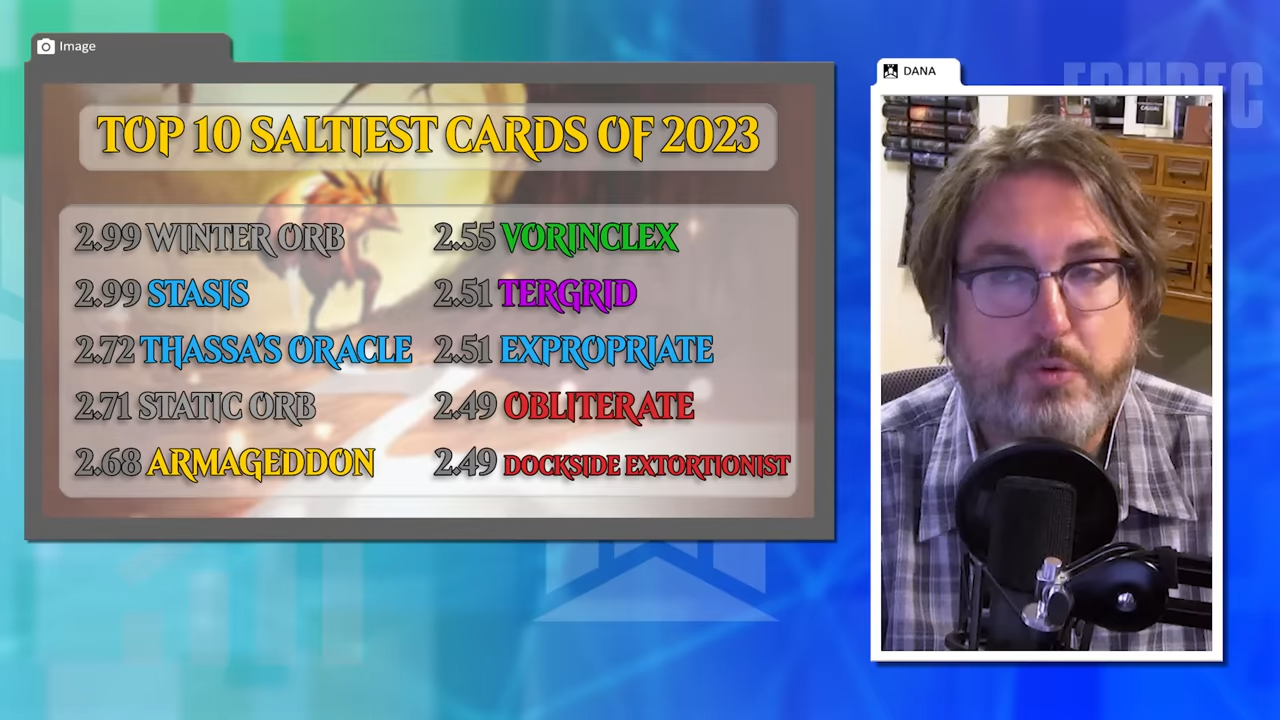 Image
TOP 10 SALTIEST CARDS OF 2023
2.99 WINTER ORB
2.99 STASIS
2.72 THASSA'S ORACLE
2.71 STATIC ORB
2.68 ARMAGEDDON
2.55 VORINCLEX
2.51 TERGRID
2.51 EXPROPRIATE
2.49 OBLITERATE
2.49 DOCKSIDE EXTORTIONIST
DANA